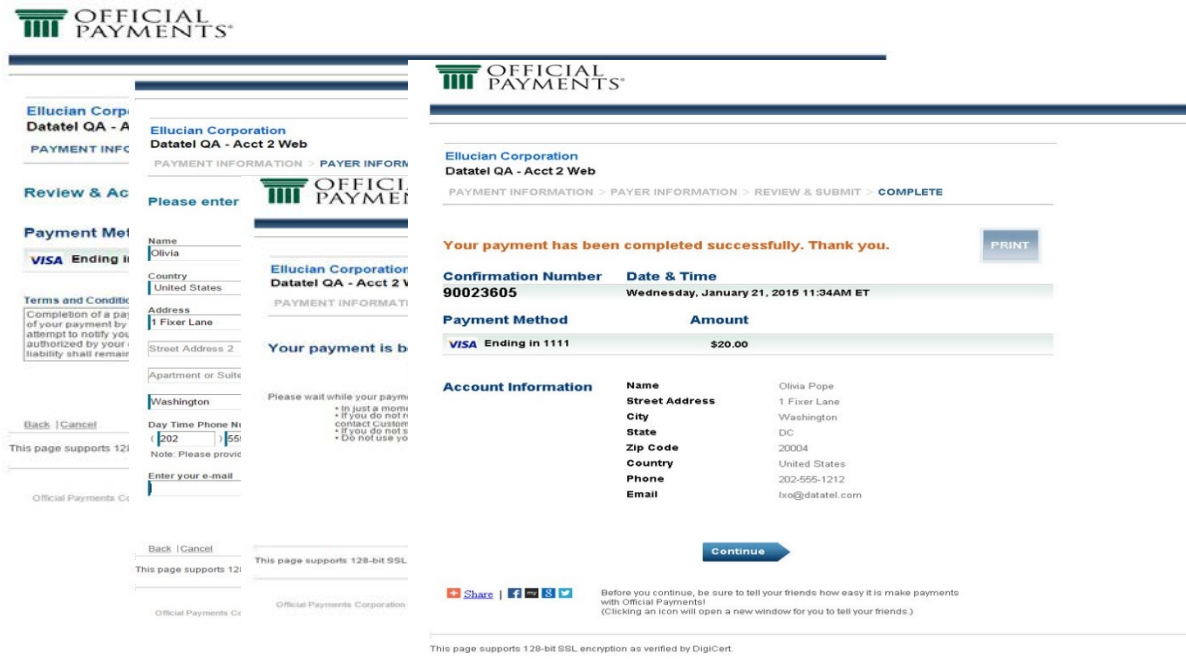 OFFICIAL
PAYMENTS®
Ellucian Corp
Datatel QA - A
PAYMENT INFO
Review & Ac
Payment Met
VISA Ending i
Terms and Conditio
Completion of a pay
of your payment by
attempt to notify you
authorized by your
liability shall remain
Back | Cancel
This page supports 128
Official Payments Co
Ellucian Corporation
Datatel QA - Acct 2 Web
PAYMENT INFORMATION > PAYER INFORM
Please enter
Name
Olivia
Country
United States
Address
1 Fixer Lane
Street Address 2
Apartment or Suite
Washington
Day Time Phone Nu
( 202 ) 555
Note: Please provid
Enter your e-mail
Back | Cancel
This page supports 128
Official Payments Co
OFFICI
PAYMEN
Ellucian Corporation
Datatel QA - Acct 2 W
PAYMENT INFORMATI
Your payment is b
Please wait while your payme
• In just a mome
• If you do not r
contact Custom
• If you do not s
• Do not use yo
This page supports 128-bit SSL
Official Payments Corporation
OFFICIAL
PAYMENTS®
Ellucian Corporation
Datatel QA - Acct 2 Web
PAYMENT INFORMATION > PAYER INFORMATION > REVIEW & SUBMIT > COMPLETE
Your payment has been completed successfully. Thank you.
PRINT
Confirmation Number Date & Time
90023605 Wednesday, January 21, 2015 11:34AM ET
Payment Method Amount
VISA Ending in 1111 $20.00
Account Information
Name Olivia Pope
Street Address 1 Fixer Lane
City Washington
State DC
Zip Code 20004
Country United States
Phone 202-555-1212
Email lxo@datatel.com
Continue
Share |
Before you continue, be sure to tell your friends how easy it is make payments
with Official Payments!
(Clicking an icon will open a new window for you to tell your friends.)
This page supports 128-bit SSL encryption as verified by DigiCert.